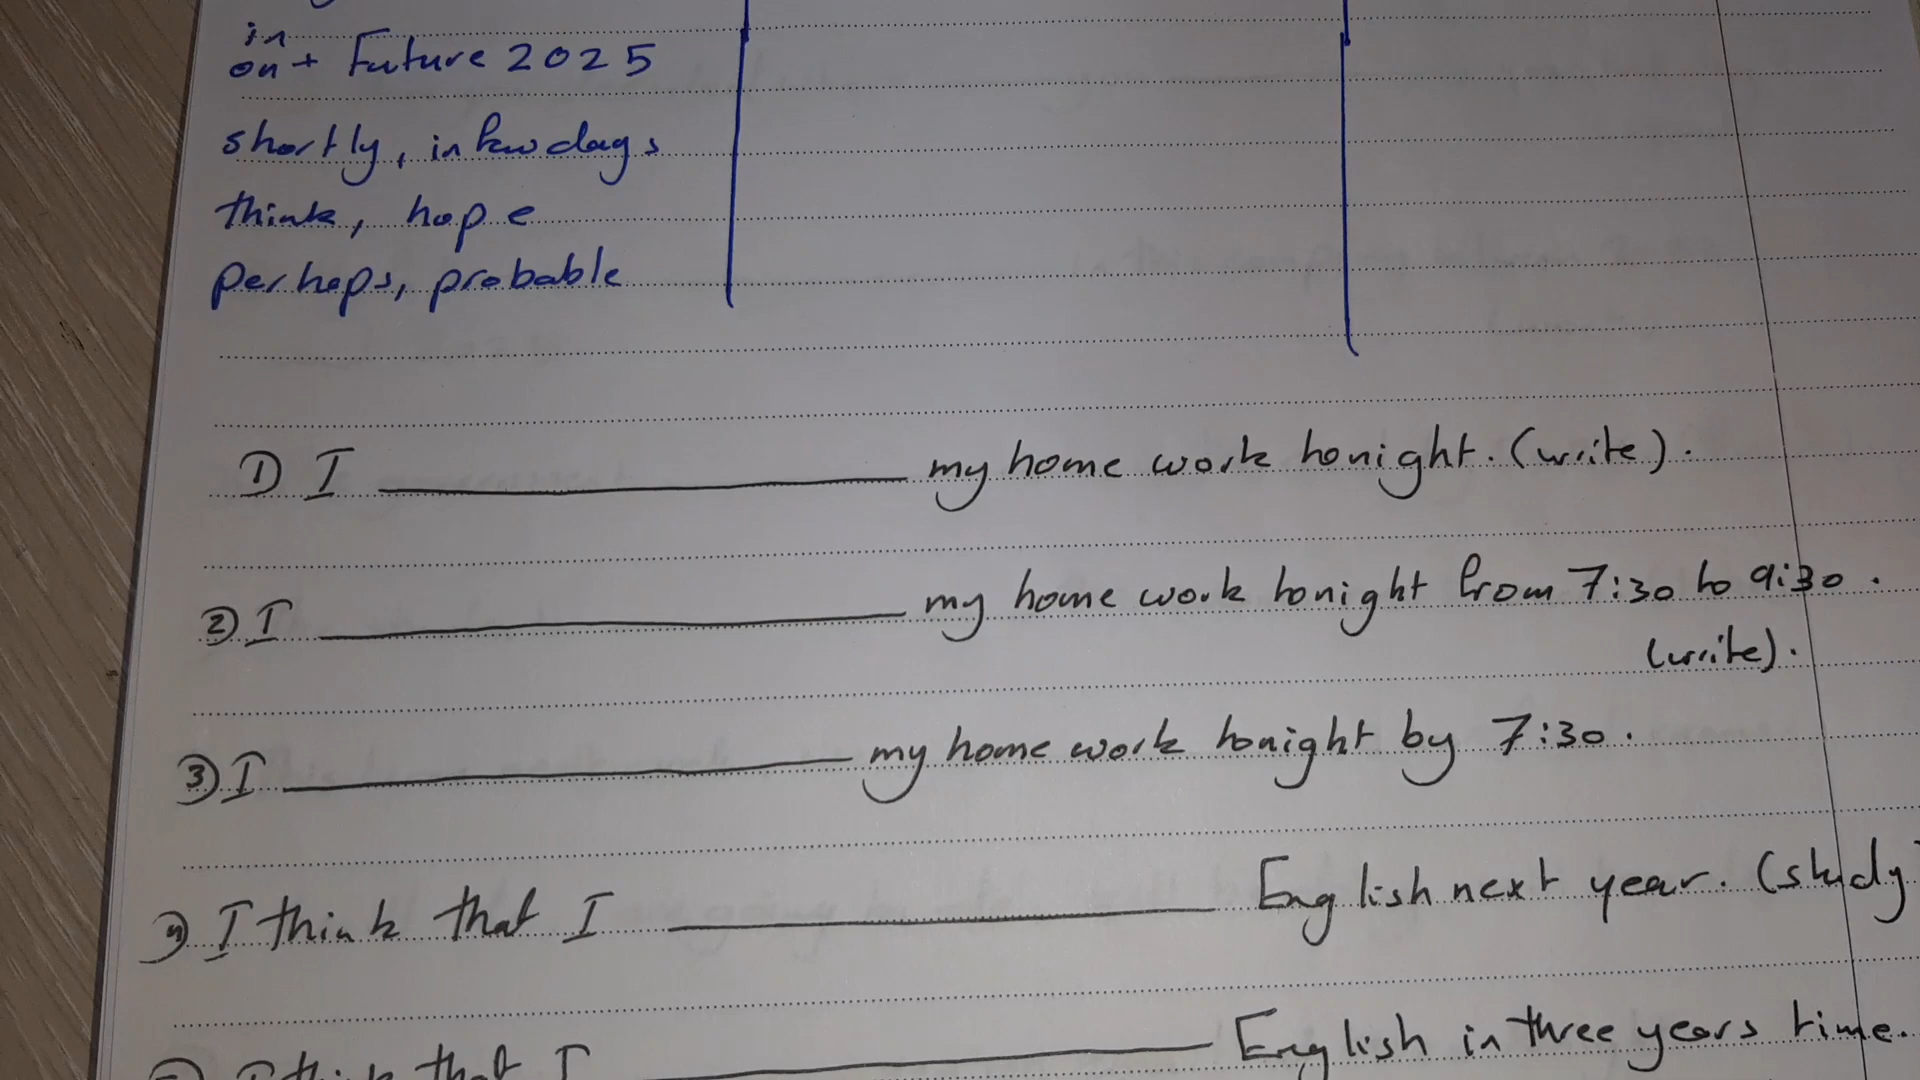 in
on + Future 2025
shortly, in few days
think, hope
perhaps, probable
1) I ____________ my home work tonight. (write).
2) I ____________ my home work tonight from 7:30 to 9:30.
(write).
3) I ____________ my home work tonight by 7:30.
4) I think that I ____________ English next year. (study
I think that I ____________ English in three years time.